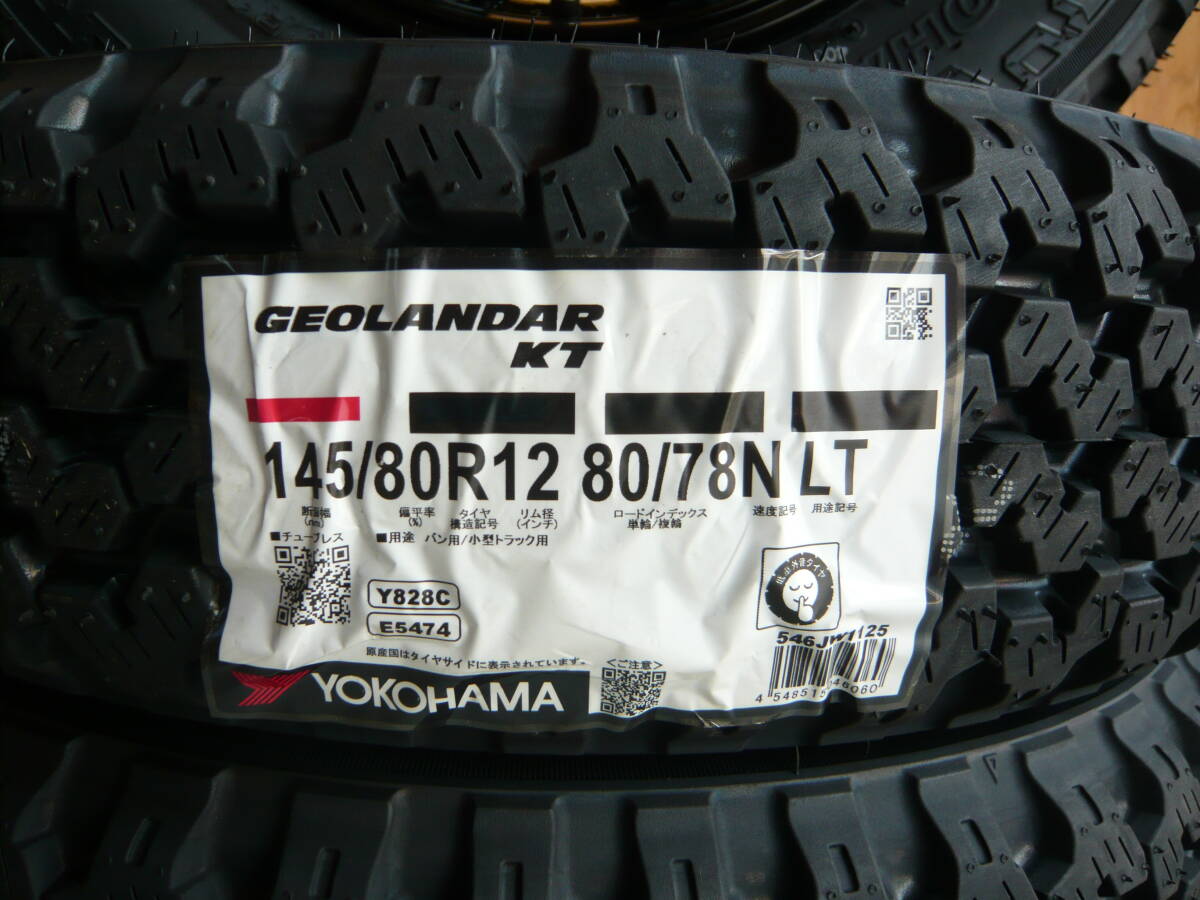 GEOLANDAR
KT
145/80R12 80/78N LT
断面幅 (mm)
偏平率 (%)
タイヤ 構造記号
リム径 (インチ)
ロードインデックス 単輪/複輪
速度記号
用途記号
■チューブレス
■用途 バン用/小型トラック用
Y828C
E5474
原産国はタイヤサイドに表示されています。
<ご注意>
YOKOHAMA